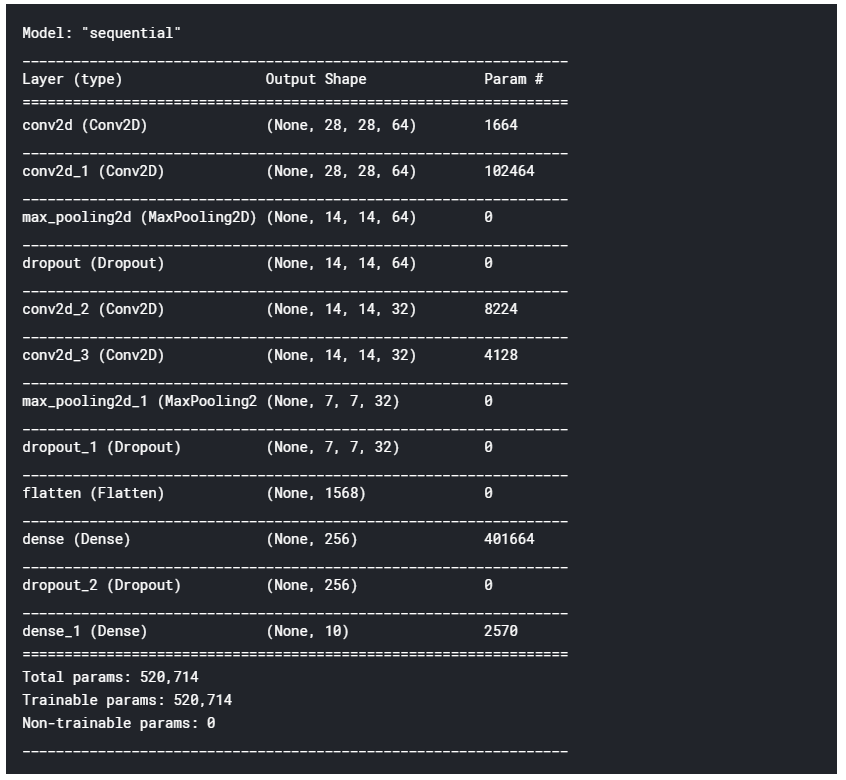 Model: "sequential"
_________________________________________________________________
Layer (type)                 Output Shape              Param #
=================================================================
conv2d (Conv2D)              (None, 28, 28, 64)        1664
_________________________________________________________________
conv2d_1 (Conv2D)            (None, 28, 28, 64)        102464
_________________________________________________________________
max_pooling2d (MaxPooling2D) (None, 14, 14, 64)        0
_________________________________________________________________
dropout (Dropout)            (None, 14, 14, 64)        0
_________________________________________________________________
conv2d_2 (Conv2D)            (None, 14, 14, 32)        8224
_________________________________________________________________
conv2d_3 (Conv2D)            (None, 14, 14, 32)        4128
_________________________________________________________________
max_pooling2d_1 (MaxPooling2 (None, 7, 7, 32)          0
_________________________________________________________________
dropout_1 (Dropout)          (None, 7, 7, 32)          0
_________________________________________________________________
flatten (Flatten)            (None, 1568)              0
_________________________________________________________________
dense (Dense)                (None, 256)               401664
_________________________________________________________________
dropout_2 (Dropout)          (None, 256)               0
_________________________________________________________________
dense_1 (Dense)              (None, 10)                2570
=================================================================
Total params: 520,714
Trainable params: 520,714
Non-trainable params: 0
_________________________________________________________________